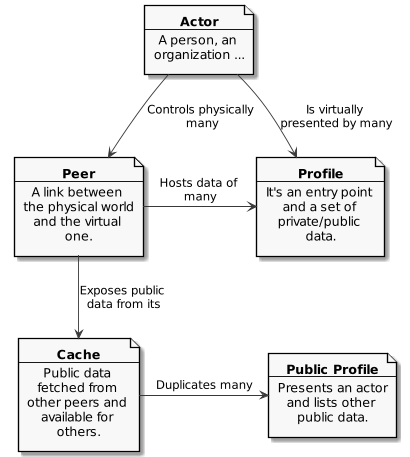 Actor
A person, an
organization ...
Controls physically
many
Is virtually
presented by many
Peer
A link between
the physical world
and the virtual
one.
Hosts data of
many
Profile
It's an entry point
and a set of
private/public
data.
Exposes public
data from its
Cache
Public data
fetched from
other peers and
available for
others.
Duplicates many
Public Profile
Presents an actor
and lists other
public data.